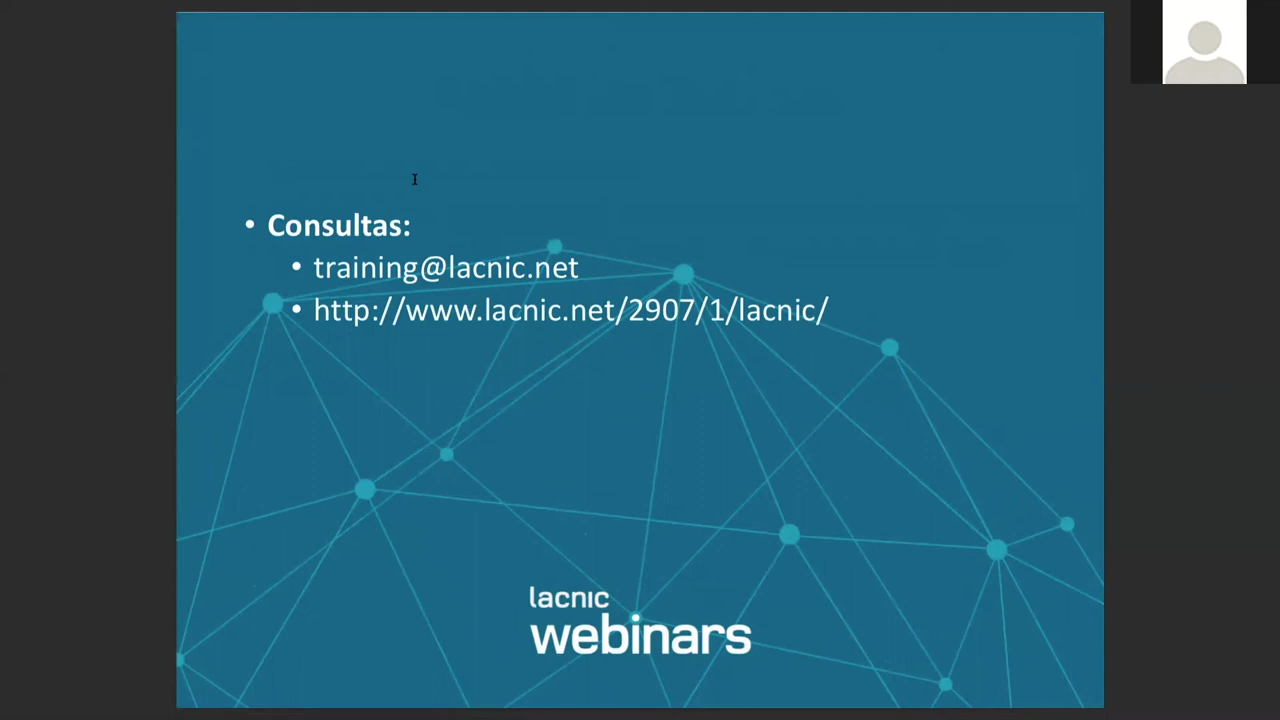 • Consultas:
• training@lacnic.net
• http://www.lacnic.net/2907/1/lacnic/
lacnic
webinars